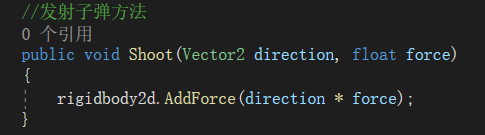 //发射子弹方法
0 个引用
public void Shoot(Vector2 direction, float force)
{
rigidbody2d.AddForce(direction * force);
}